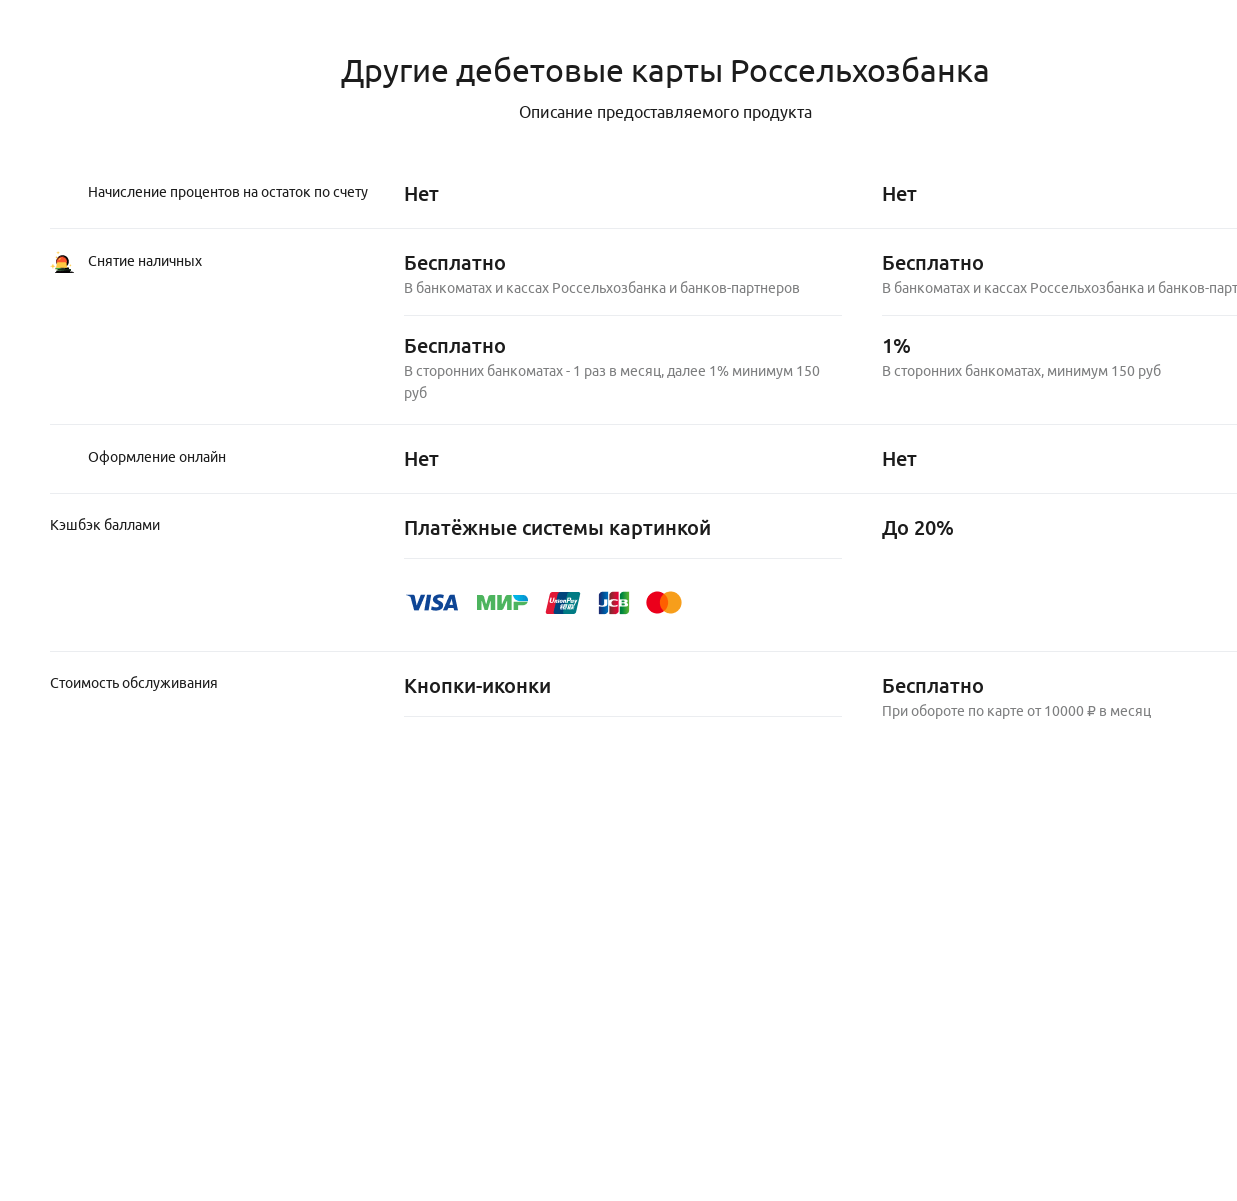 Другие дебетовые карты Россельхозбанка
Описание предоставляемого продукта
Начисление процентов на остаток по счету
Нет
Нет
Снятие наличных
Бесплатно
В банкоматах и кассах Россельхозбанка и банков-партнеров
Бесплатно
В сторонних банкоматах - 1 раз в месяц, далее 1% минимум 150
руб
Бесплатно
В банкоматах и кассах Россельхозбанка и банков-парт
1%
В сторонних банкоматах, минимум 150 руб
Оформление онлайн
Нет
Нет
Кэшбэк баллами
Платёжные системы картинкой
VISA МИР UnionPay 银联 JCB
До 20%
Стоимость обслуживания
Кнопки-иконки
Бесплатно
При обороте по карте от 10000 ₽ в месяц